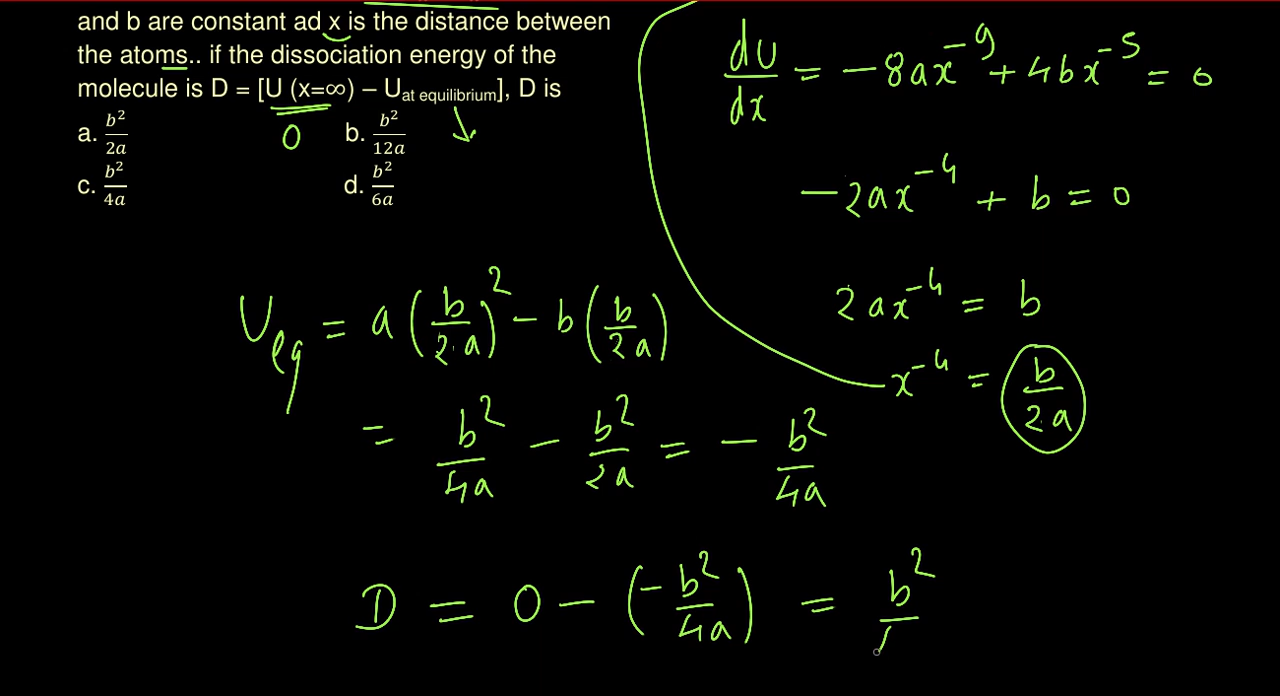 and b are constant ad x is the distance between
the atoms.. if the dissociation energy of the
molecule is D = [U (x=∞) − U at equilibrium], D is
0
a. b²/2a b. b²/12a
c. b²/4a d. b²/6a
dU/dx = −8ax⁻⁹ + 4bx⁻⁵ = 0
−2ax⁻⁴ + b = 0
2ax⁻⁴ = b
x⁻⁴ = b/2a
Ueq = a(b/2a)² − b(b/2a)
= b²/4a − b²/2a = − b²/4a
D = 0 − (−b²/4a) = b²/